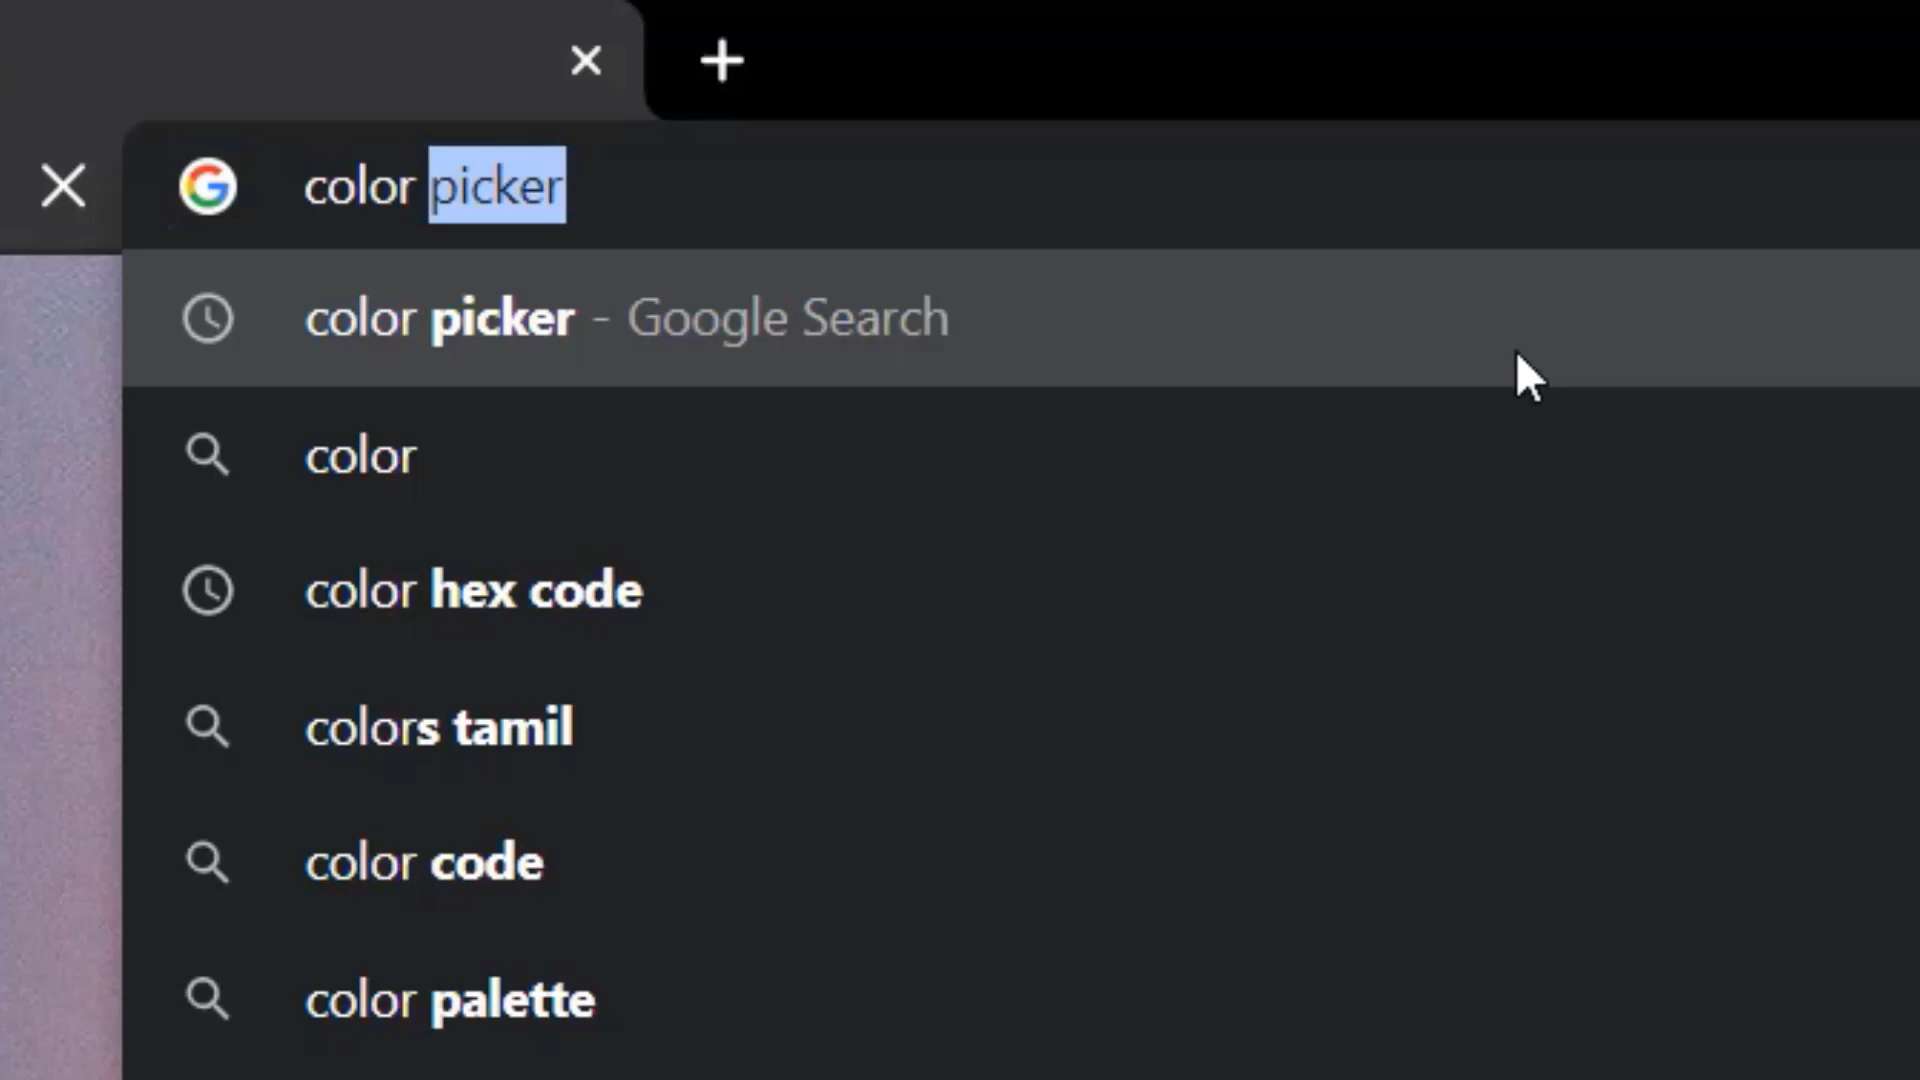 color picker
color picker - Google Search
color
color hex code
colors tamil
color code
color palette